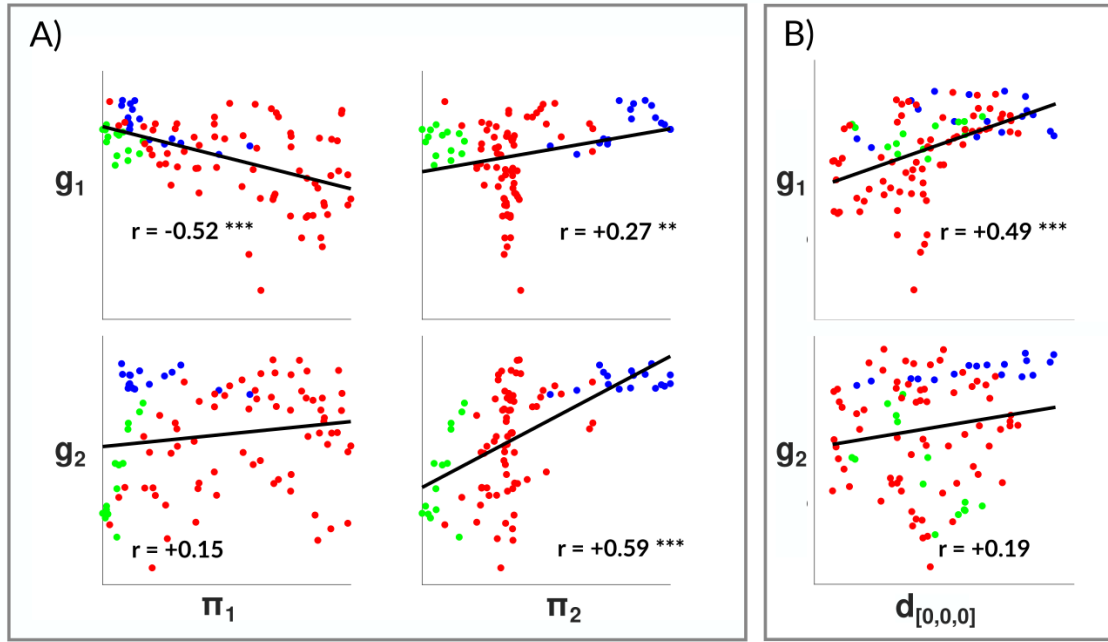 A)
B)
g1
r = -0.52 ***
r = +0.27 **
r = +0.49 ***
g1
g2
r = +0.15
r = +0.59 ***
r = +0.19
g2
π1
π2
d[0,0,0]